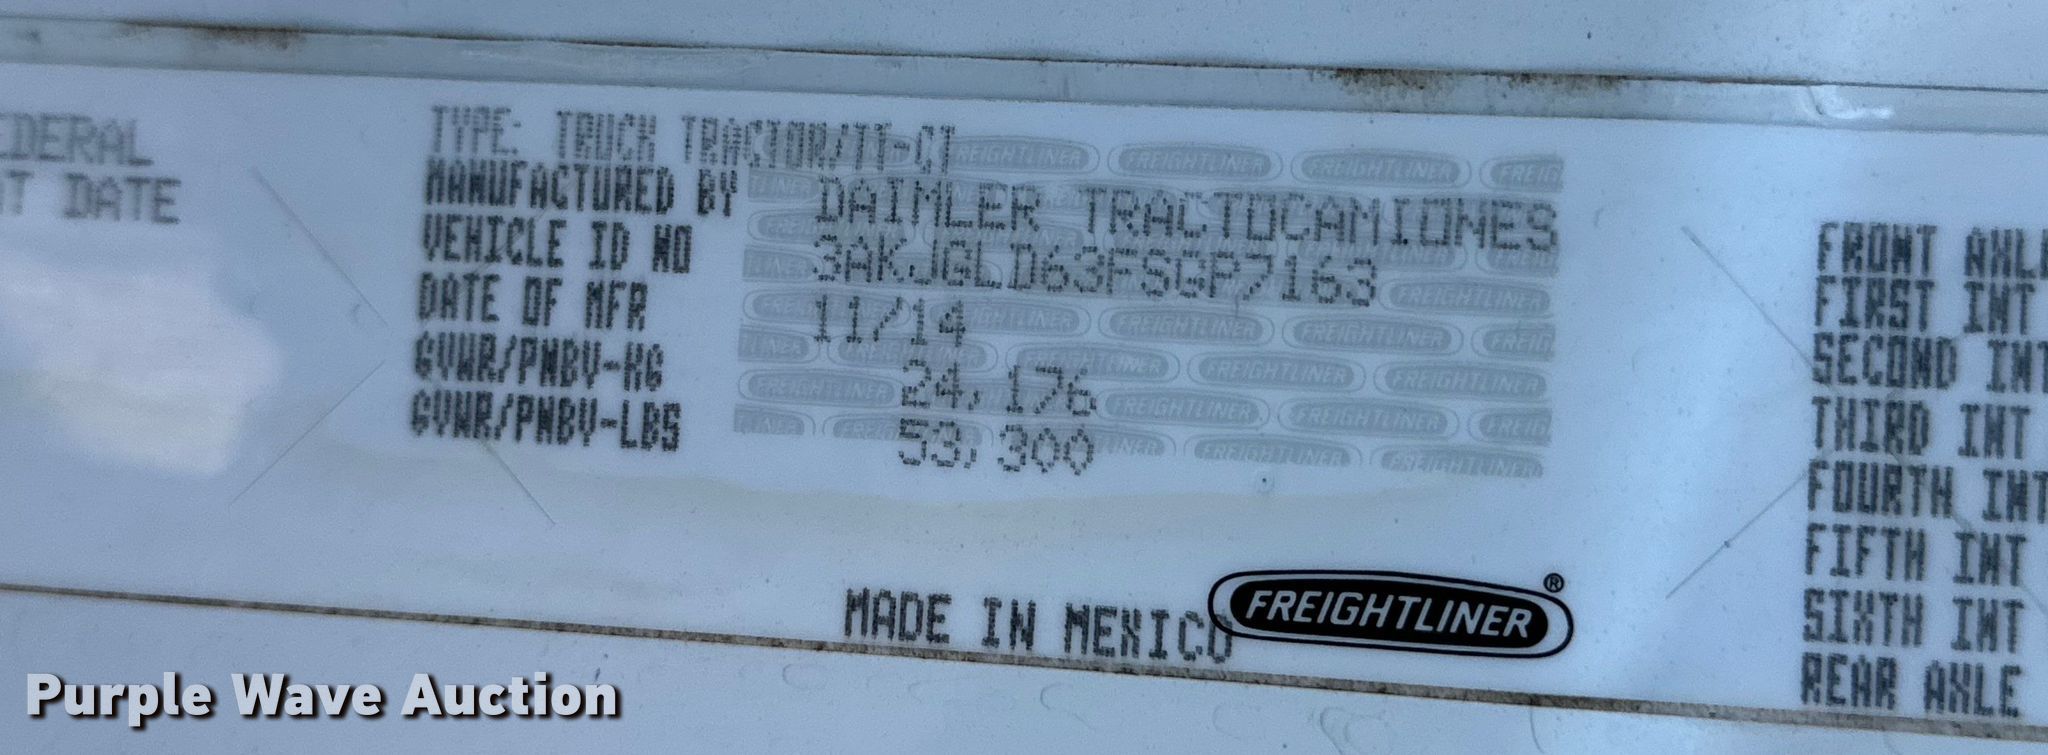 EDERAL
AT DATE
TYPE: TRUCK TRACTOR/TT-CT
MANUFACTURED BY DAIMLER TRACTOCAMIONES
VEHICLE ID NO 3AKJGLD63FSGP7163
DATE OF MFR 11/14
GVWR/PNBV-KG 24,176
GVWR/PNBV-LBS 53,300
MADE IN MEXICO
FREIGHTLINER®
FRONT AXLE
FIRST INT
SECOND INT
THIRD INT
FOURTH INT
FIFTH INT
SIXTH INT
REAR AXLE
Purple Wave Auction